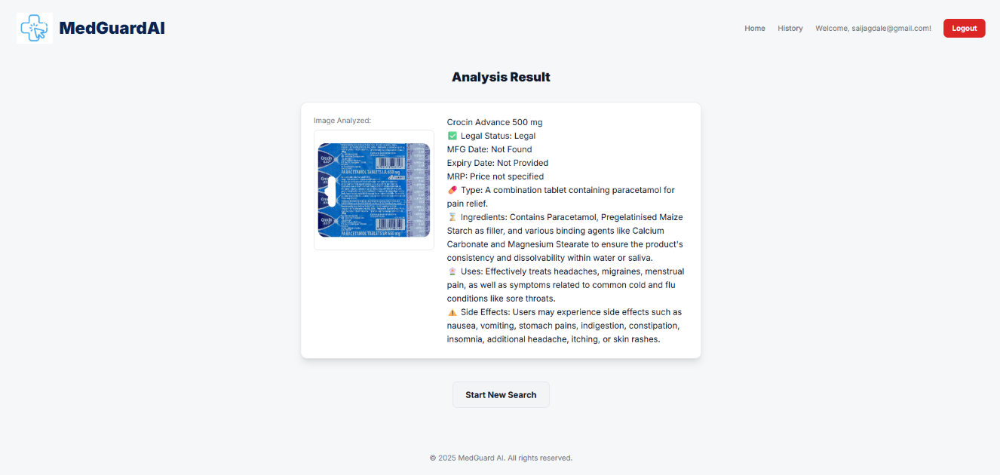 MedGuardAI
Home
History
Welcome, saijagdale@gmail.com!
Logout
Analysis Result
Image Analyzed:
Crocin
650
PARACETAMOL TABLETS I.P. 650 mg
Crocin
650
PARACETAMOL TABLETS I.P. 650 mg
Crocin Advance 500 mg
✅ Legal Status: Legal
MFG Date: Not Found
Expiry Date: Not Provided
MRP: Price not specified
💊 Type: A combination tablet containing paracetamol for
pain relief.
⏳ Ingredients: Contains Paracetamol, Pregelatinised Maize
Starch as filler, and various binding agents like Calcium
Carbonate and Magnesium Stearate to ensure the product's
consistency and dissolvability within water or saliva.
Uses: Effectively treats headaches, migraines, menstrual
pain, as well as symptoms related to common cold and flu
conditions like sore throats.
⚠️ Side Effects: Users may experience side effects such as
nausea, vomiting, stomach pains, indigestion, constipation,
insomnia, additional headache, itching, or skin rashes.
Start New Search
© 2025 MedGuard AI. All rights reserved.